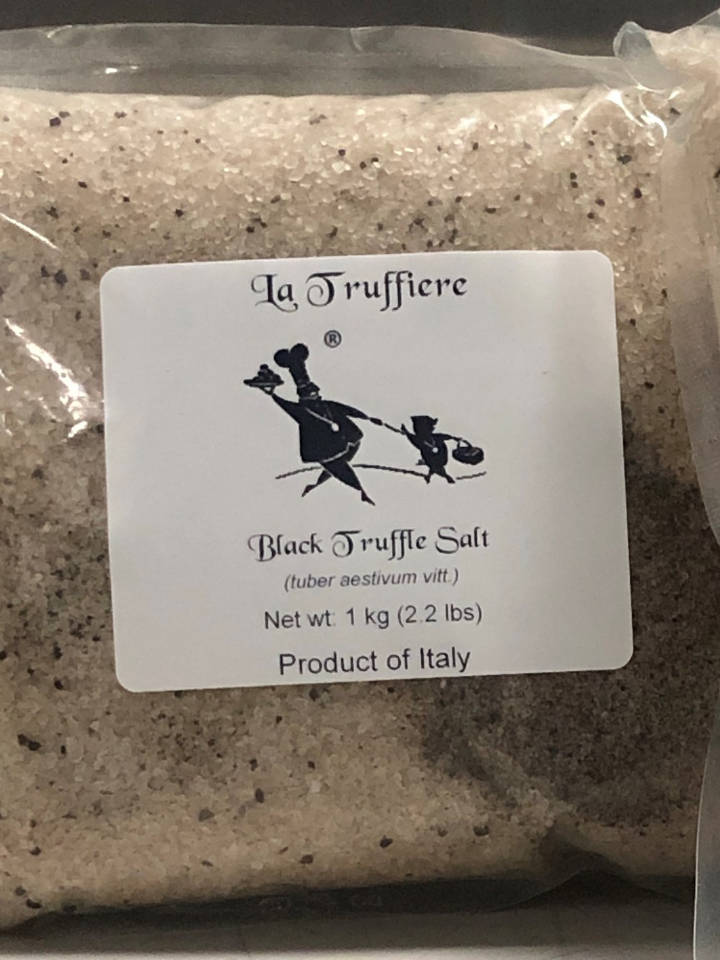 La Truffiere
®
Black Truffle Salt
(tuber aestivum vitt.)
Net wt: 1 kg (2.2 lbs)
Product of Italy